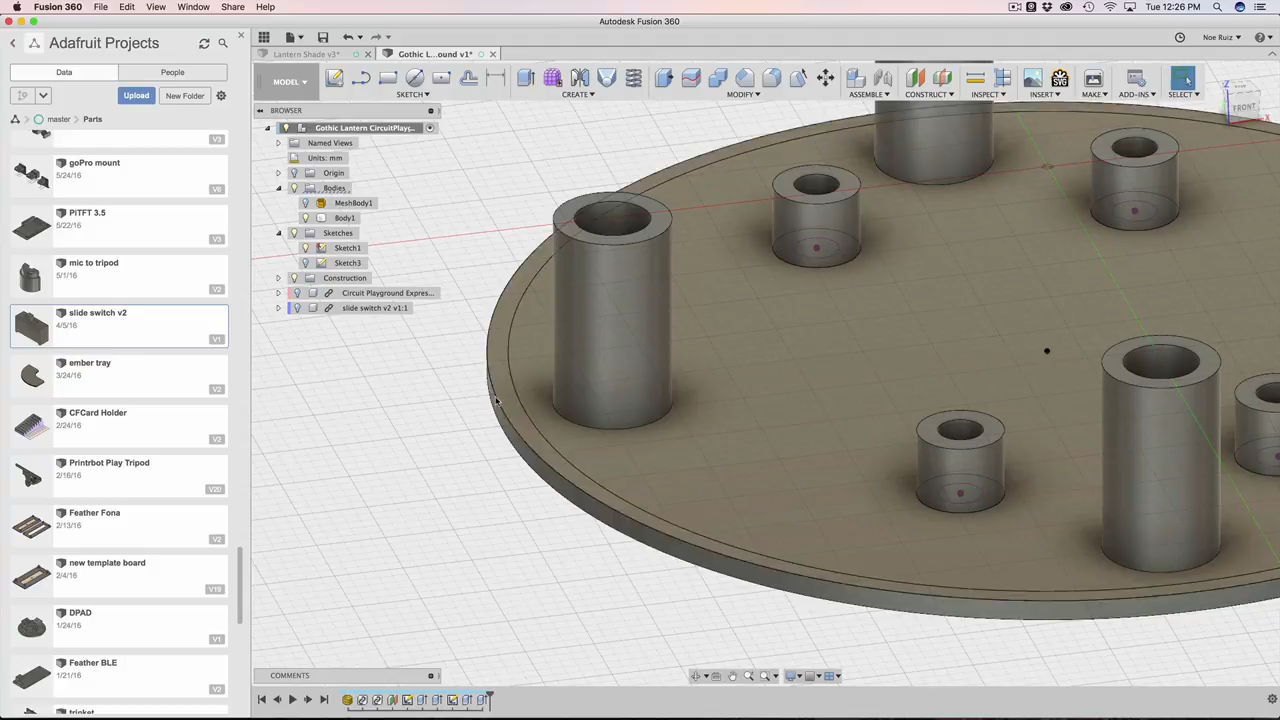 Fusion 360 File Edit View Window Share Help Tue 12:26 PM
Autodesk Fusion 360
Adafruit Projects
Lantern Shade v3* Gothic L...ound v1* Noe Ruiz
Data People
MODEL SKETCH CREATE MODIFY ASSEMBLE CONSTRUCT INSPECT INSERT MAKE ADD-INS SELECT
Upload New Folder
BROWSER
master Parts
FRONT
Z
X
Gothic Lantern CircuitPlayg...
Named Views
Units: mm
Origin
Bodies
MeshBody1
Body1
Sketches
Sketch1
Sketch3
Construction
Circuit Playground Expres...
slide switch v2 v1:1
V3
goPro mount
5/24/16
V8
PiTFT 3.5
5/22/16
V3
mic to tripod
5/1/16
V2
slide switch v2
4/5/16
V1
ember tray
3/24/16
V2
CFCard Holder
2/24/16
V2
Printrbot Play Tripod
2/16/16
V20
Feather Fona
2/13/16
V2
new template board
2/4/16
V19
DPAD
1/24/16
V1
Feather BLE
1/21/16
V2
trinket
COMMENTS